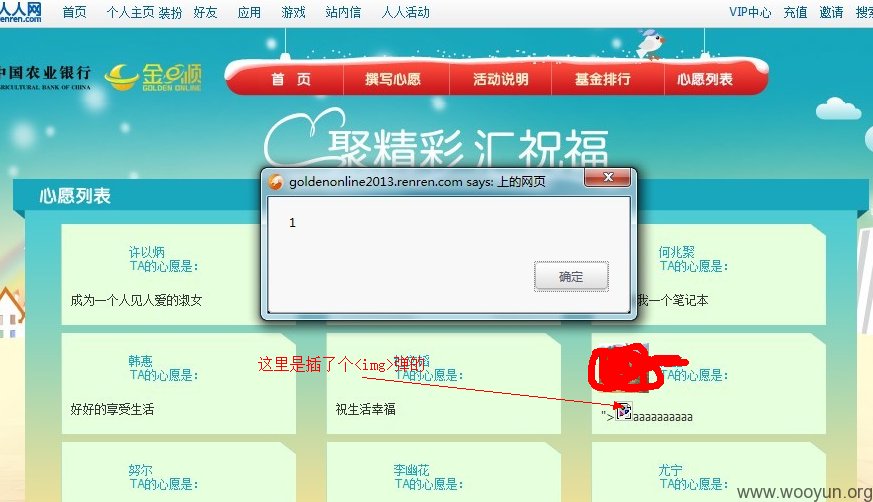 人人网 首页 个人主页 装扮 好友 应用 游戏 站内信 人人活动 VIP中心 充值 邀请 搜索
renren.com
中国农业银行 金e顺 首 页 撰写心愿 活动说明 基金排行 心愿列表
AGRICULTURAL BANK OF CHINA GOLDEN ONLINE
聚精彩 汇祝福
goldenonline2013.renren.com says: 上的网页
心愿列表
1
确定
许以炳 何兆聚
TA的心愿是: TA的心愿是:
成为一个人见人爱的淑女 我一个笔记本
韩惠 这里是插了个<img>弹的
TA的心愿是: TA的心愿是: TA的心愿是:
好好的享受生活 祝生活幸福 ">aaaaaaaaaa
努尔 李幽花 尤宁
TA的心愿是: TA的心愿是: TA的心愿是:
www.wooyun.org